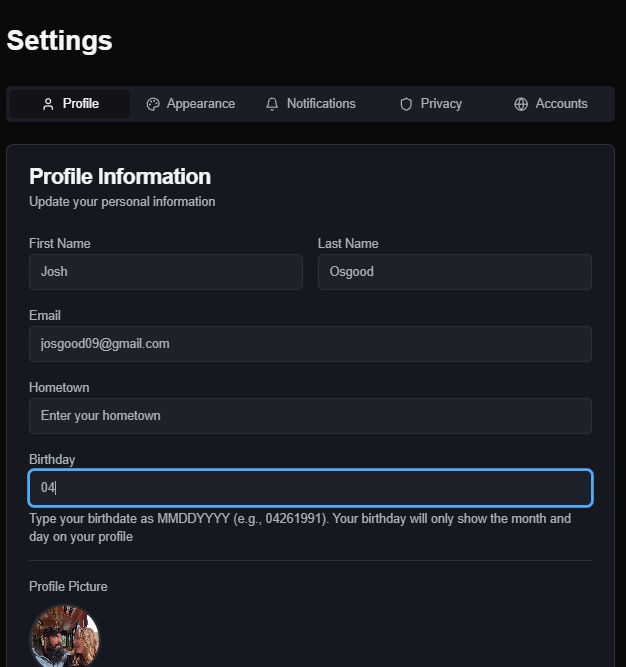 Settings
Profile Appearance Notifications Privacy Accounts
Profile Information
Update your personal information
First Name Last Name
Josh Osgood
Email
josgood09@gmail.com
Hometown
Enter your hometown
Birthday
04
Type your birthdate as MMDDYYYY (e.g., 04261991). Your birthday will only show the month and
day on your profile
Profile Picture